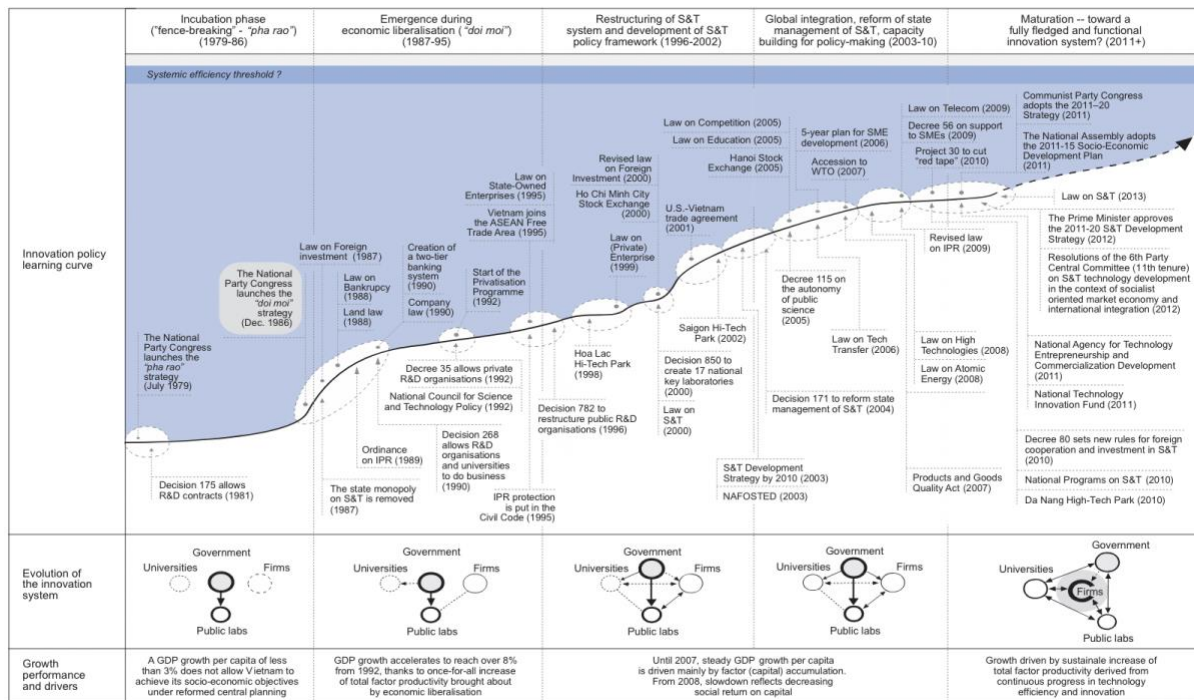 Incubation phase
("fence-breaking" - "pha rao")
(1979-86)
Emergence during
economic liberalisation ("doi moi")
(1987-95)
Restructuring of S&T
system and development of S&T
policy framework (1996-2002)
Global integration, reform of state
management of S&T, capacity
building for policy-making (2003-10)
Maturation -- toward a
fully fledged and functional
innovation system? (2011+)
Systemic efficiency threshold ?
Innovation policy
learning curve
The National
Party Congress
launches the
"pha rao"
strategy
(July 1979)
Decision 175 allows
R&D contracts (1981)
The National
Party Congress
launches the
"doi moi"
strategy
(Dec. 1986)
Law on Foreign
investment (1987)
Law on
Bankrupcy
(1988)
Land law
(1988)
Creation of
a two-tier
banking
system
(1990)
Company
law (1990)
Start of the
Privatisation
Programme
(1992)
Law on
State-Owned
Enterprises (1995)
Vietnam joins
the ASEAN Free
Trade Area
(1995)
Decree 35 allows private
R&D organisations (1992)
National Council for Science
and Technology Policy (1992)
Ordinance
on IPR (1989)
Decision 268
allows R&D
organisations
and universities
to do business
(1990)
The state monopoly
on S&T is removed
(1987)
IPR protection
is put in the
Civil Code (1995)
Revised law
on Foreign
Investment (2000)
Ho Chi Minh City
Stock Exchange
(2000)
Law on
(Private)
Enterprise
(1999)
Hoa Lac
Hi-Tech Park
(1998)
Decision 782 to
restructure public R&D
organisations (1996)
U.S.-Vietnam
trade agreement
(2001)
Saigon Hi-Tech
Park (2002)
Decision 850 to
create 17 national
key laboratories
(2000)
Law on
S&T
(2000)
Law on Competition (2005)
Law on Education (2005)
Hanoi Stock
Exchange (2005)
5-year plan for SME
development (2006)
Accession to
WTO (2007)
Decree 115 on
the autonomy
of public
science
(2005)
Law on Tech
Transfer (2006)
Decision 171 to reform state
management of S&T (2004)
S&T Development
Strategy by 2010 (2003)
NAFOSTED (2003)
Law on Telecom (2009)
Decree 56 on support
to SMEs (2009)
Project 30 to cut
"red tape" (2010)
Revised law
on IPR (2009)
Law on High
Technologies (2008)
Law on Atomic
Energy (2008)
Products and Goods
Quality Act (2007)
Communist Party Congress
adopts the 2011–20
Strategy (2011)
The National Assembly adopts
the 2011-15 Socio-Economic
Development Plan
(2011)
Law on S&T (2013)
The Prime Minister approves
the 2011-20 S&T Development
Strategy (2012)
Resolutions of the 6th Party
Central Committee (11th tenure)
on S&T technology development
in the context of socialist
oriented market economy and
international integration (2012)
National Agency for Technology
Entrepreneurship and
Commercialization Development
(2011)
National Technology
Innovation Fund (2011)
Decree 80 sets new rules for foreign
cooperation and investment in S&T
(2010)
National Programs on S&T (2010)
Da Nang High-Tech Park (2010)
Evolution of
the innovation
system
Government
Universities
Firms
Public labs
Government
Universities
Firms
Public labs
Government
Universities
Firms
Public labs
Government
Universities
Firms
Public labs
Government
Universities
Firms
Public labs
Growth
performance
and drivers
A GDP growth per capita of less
than 3% does not allow Vietnam to
achieve its socio-economic objectives
under reformed central planning
GDP growth accelerates to reach over 8%
from 1992, thanks to once-for-all increase
of total factor productivity brought about
by economic liberalisation
Until 2007, steady GDP growth per capita
is driven mainly by factor (capital) accumulation.
From 2008, slowdown reflects decreasing
social return on capital
Growth driven by sustainale increase of
total factor productivity derived from
continuous progress in technology
efficiency and innovation